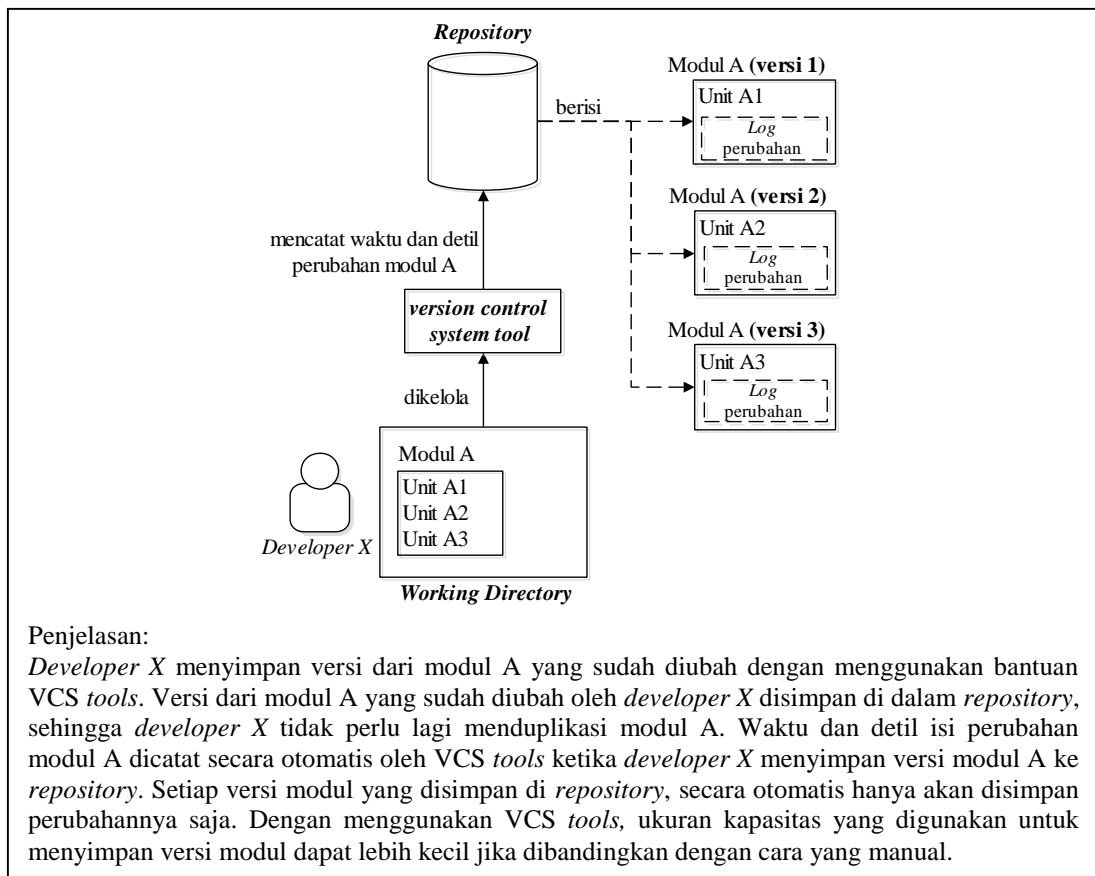 Repository
berisi
Modul A (versi 1)
Unit A1
Log
perubahan
Modul A (versi 2)
Unit A2
Log
perubahan
Modul A (versi 3)
Unit A3
Log
perubahan
mencatat waktu dan detil
perubahan modul A
version control
system tool
dikelola
Modul A
Unit A1
Unit A2
Unit A3
Developer X
Working Directory
Penjelasan:
Developer X menyimpan versi dari modul A yang sudah diubah dengan menggunakan bantuan
VCS tools. Versi dari modul A yang sudah diubah oleh developer X disimpan di dalam repository,
sehingga developer X tidak perlu lagi menduplikasi modul A. Waktu dan detil isi perubahan
modul A dicatat secara otomatis oleh VCS tools ketika developer X menyimpan versi modul A ke
repository. Setiap versi modul yang disimpan di repository, secara otomatis hanya akan disimpan
perubahannya saja. Dengan menggunakan VCS tools, ukuran kapasitas yang digunakan untuk
menyimpan versi modul dapat lebih kecil jika dibandingkan dengan cara yang manual.